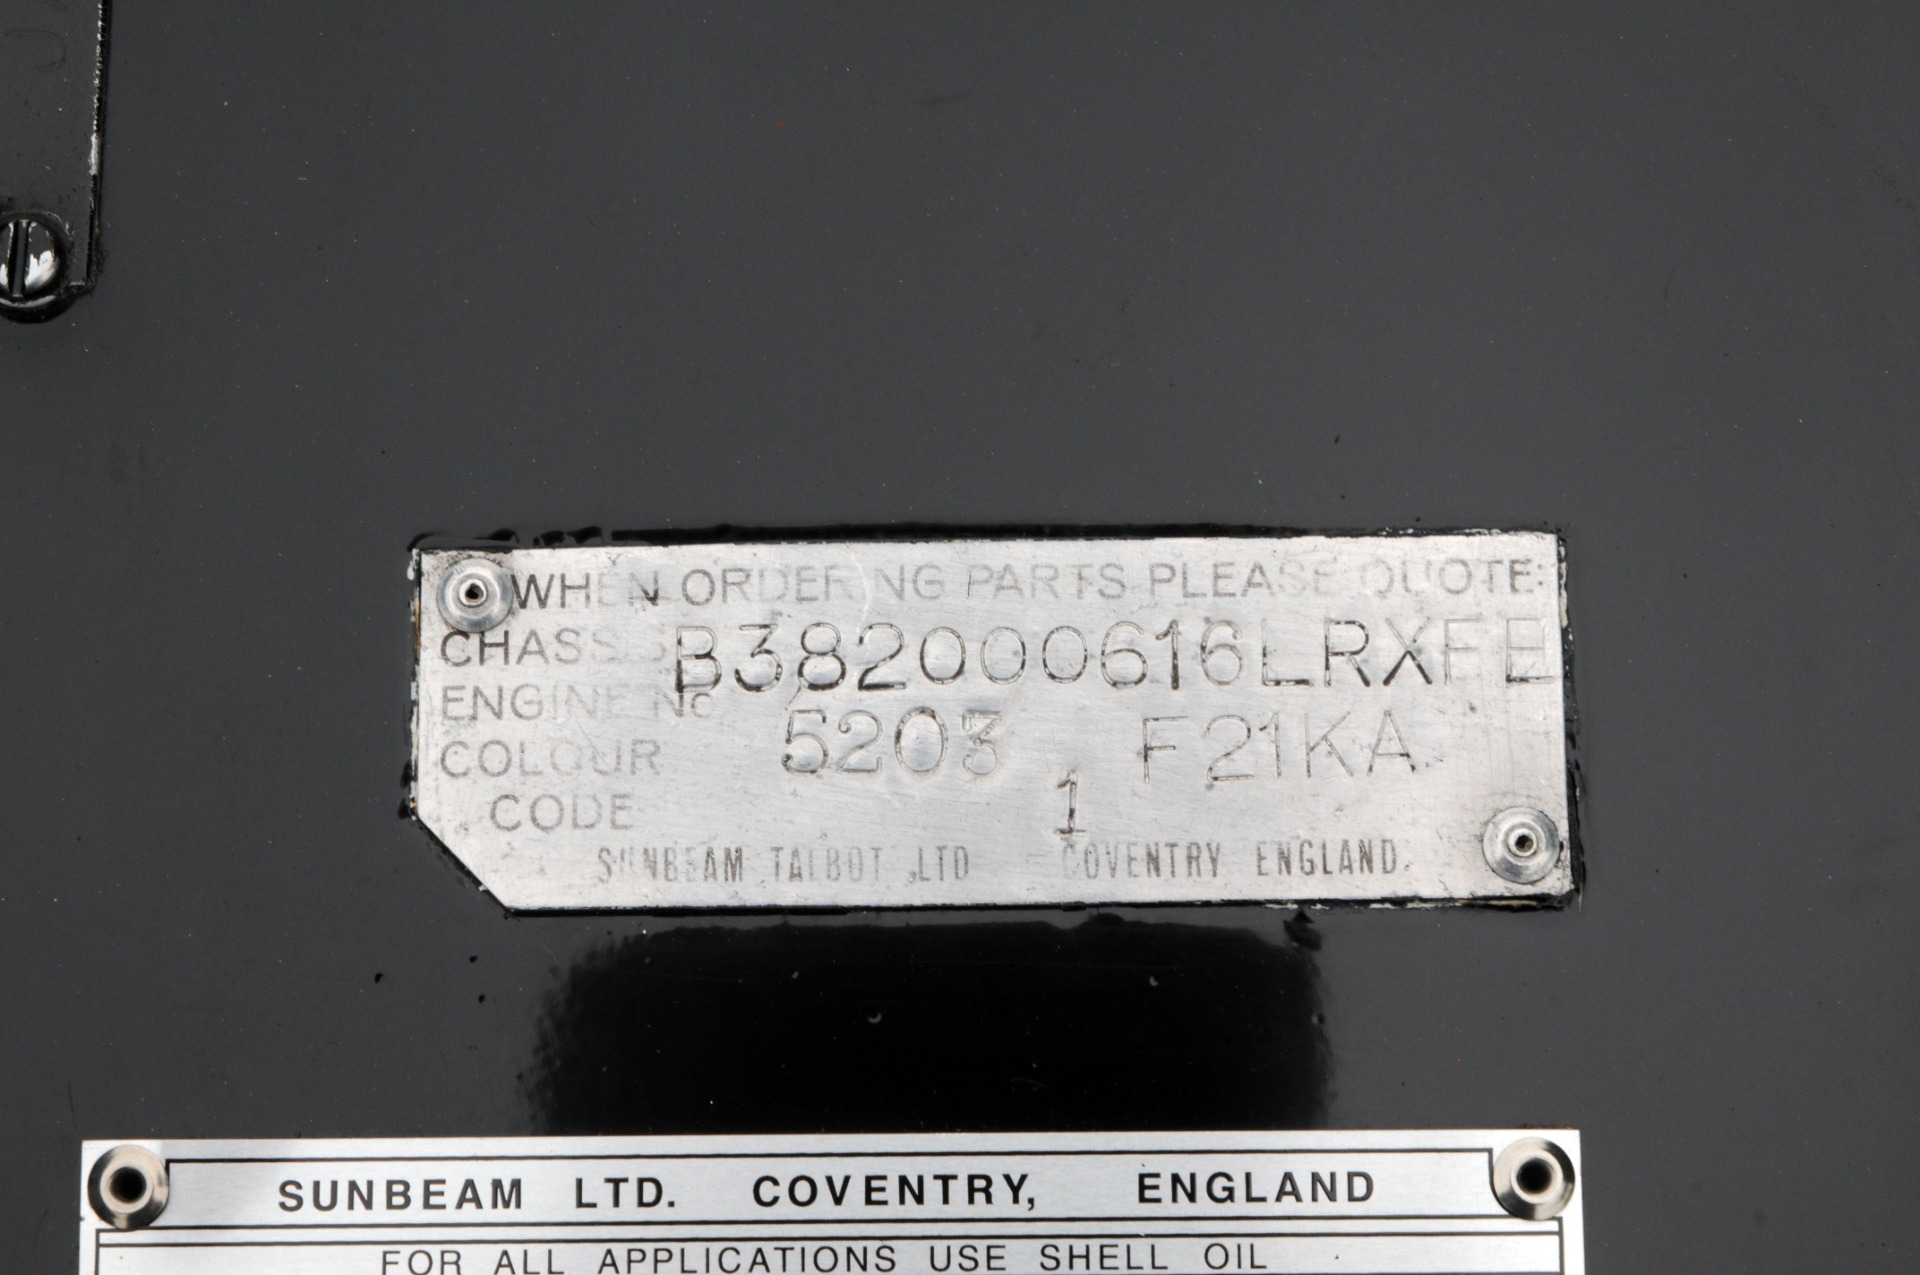 WHEN ORDERING PARTS PLEASE QUOTE:
CHASSIS B382000616LRXFE
ENGINE No 5203 F21KA
COLOUR
CODE 1
SUNBEAM TALBOT LTD - COVENTRY ENGLAND.
SUNBEAM LTD. COVENTRY, ENGLAND
FOR ALL APPLICATIONS USE SHELL OIL